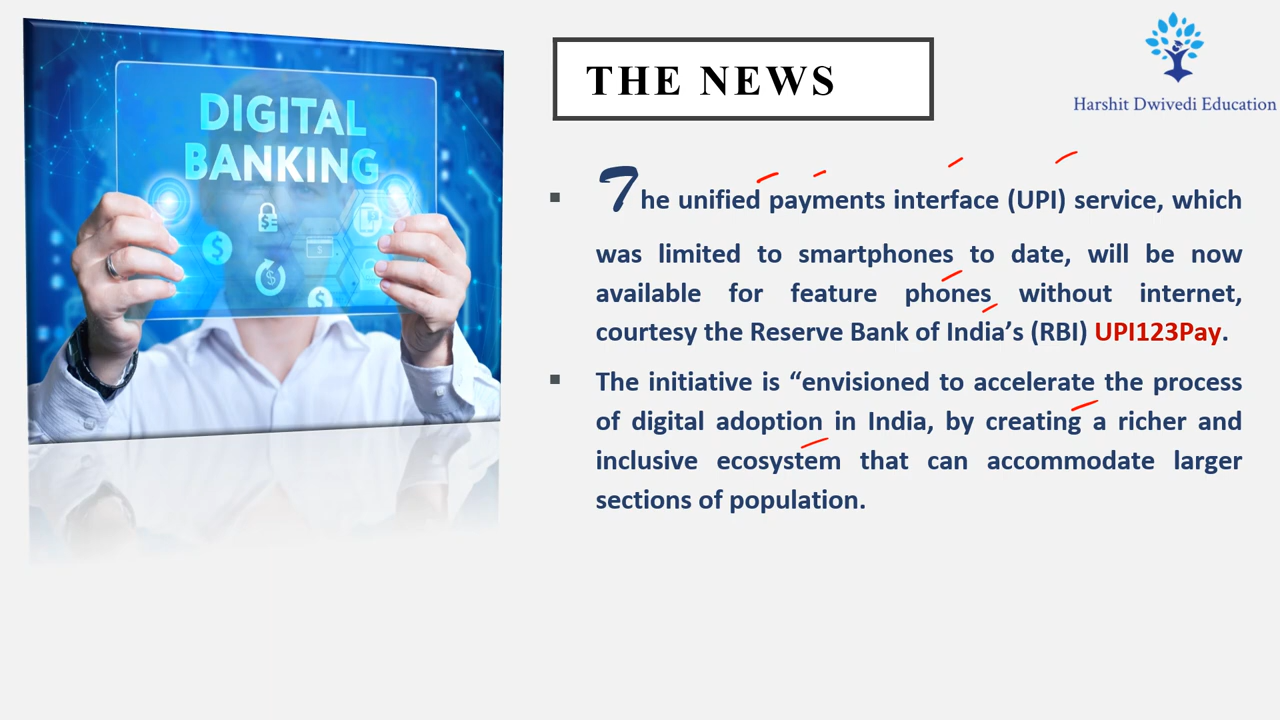 DIGITAL
BANKING
THE NEWS
Harshit Dwivedi Education
▪ The unified payments interface (UPI) service, which
was limited to smartphones to date, will be now
available for feature phones without internet,
courtesy the Reserve Bank of India’s (RBI) UPI123Pay.
▪ The initiative is “envisioned to accelerate the process
of digital adoption in India, by creating a richer and
inclusive ecosystem that can accommodate larger
sections of population.